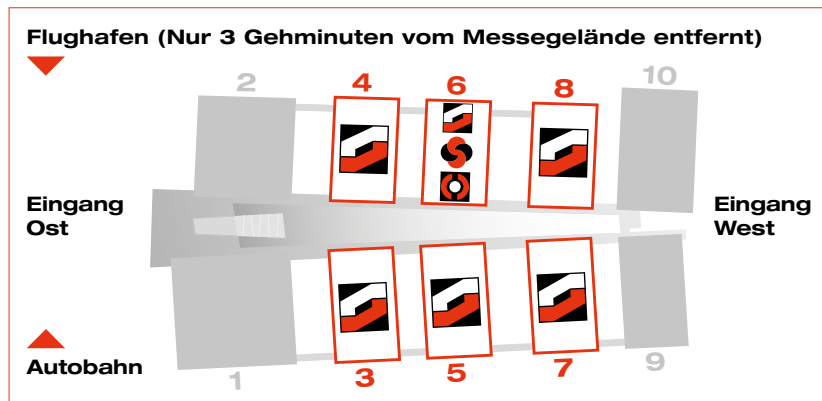 Flughafen (Nur 3 Gehminuten vom Messegelände entfernt)
2
4
6
8
10
Eingang
Ost
Eingang
West
Autobahn
1
3
5
7
9